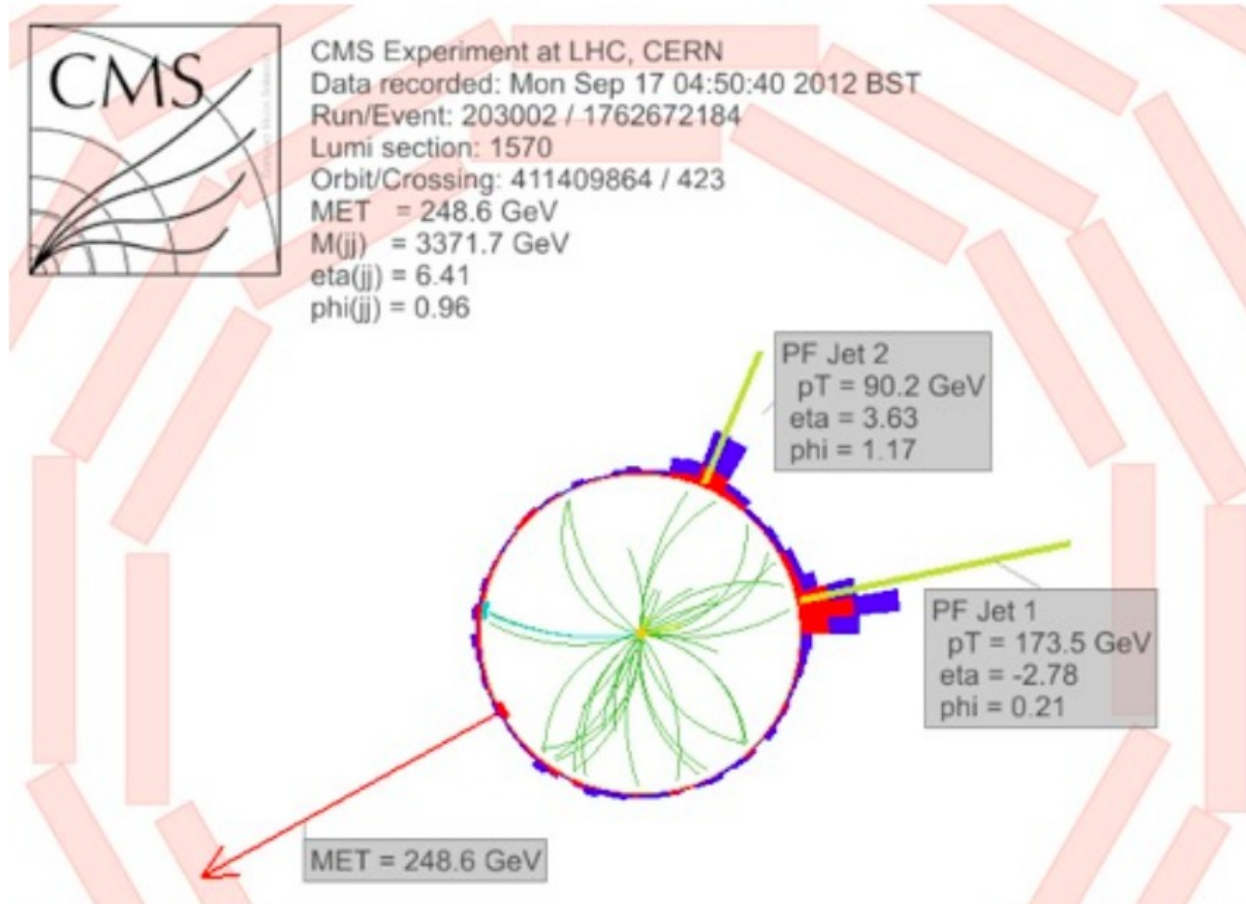 CMS
CMS Experiment at LHC, CERN
Data recorded: Mon Sep 17 04:50:40 2012 BST
Run/Event: 203002 / 1762672184
Lumi section: 1570
Orbit/Crossing: 411409864 / 423
MET = 248.6 GeV
M(jj) = 3371.7 GeV
eta(jj) = 6.41
phi(jj) = 0.96
PF Jet 2
pT = 90.2 GeV
eta = 3.63
phi = 1.17
PF Jet 1
pT = 173.5 GeV
eta = -2.78
phi = 0.21
MET = 248.6 GeV